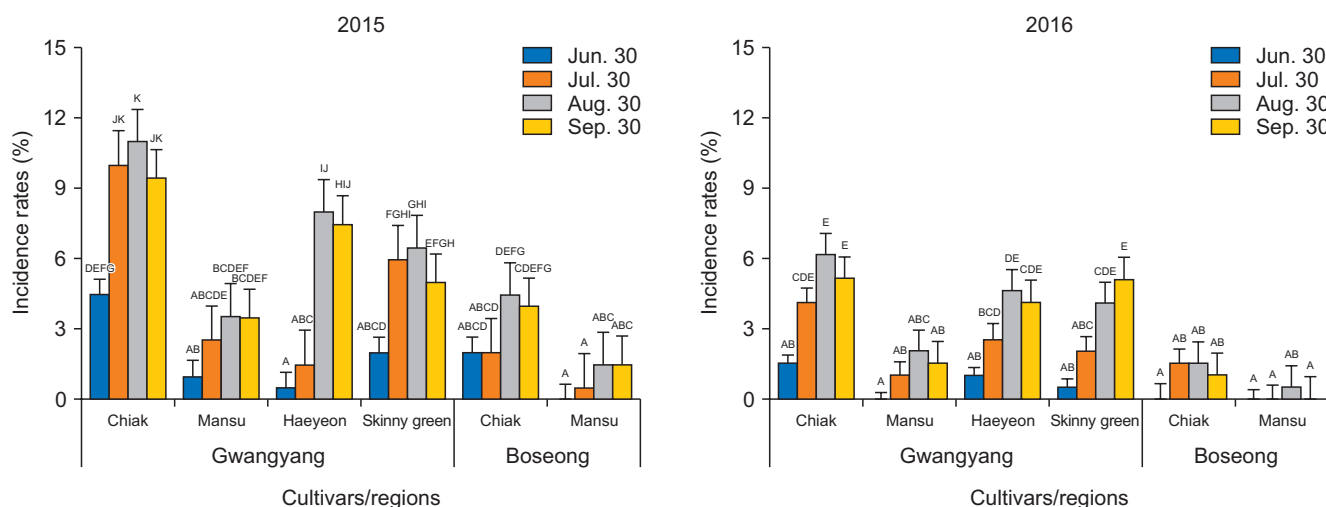 2015
15
12
9
6
3
0
Incidence rates (%)
Jun. 30
Jul. 30
Aug. 30
Sep. 30
DEFG JK K JK
AB ABCDE BCDEF BCDEF
A ABC IJ HIJ
ABCD FGHI GHI EFGH
ABCD ABCD DEFG CDEFG
A A ABC ABC
Chiak Mansu Haeyeon Skinny green Chiak Mansu
Gwangyang Boseong
Cultivars/regions
2016
15
12
9
6
3
0
Incidence rates (%)
Jun. 30
Jul. 30
Aug. 30
Sep. 30
AB CDE E E
A AB ABC AB
AB BCD DE CDE
AB ABC CDE E
A AB AB AB
A A AB A
Chiak Mansu Haeyeon Skinny green Chiak Mansu
Gwangyang Boseong
Cultivars/regions